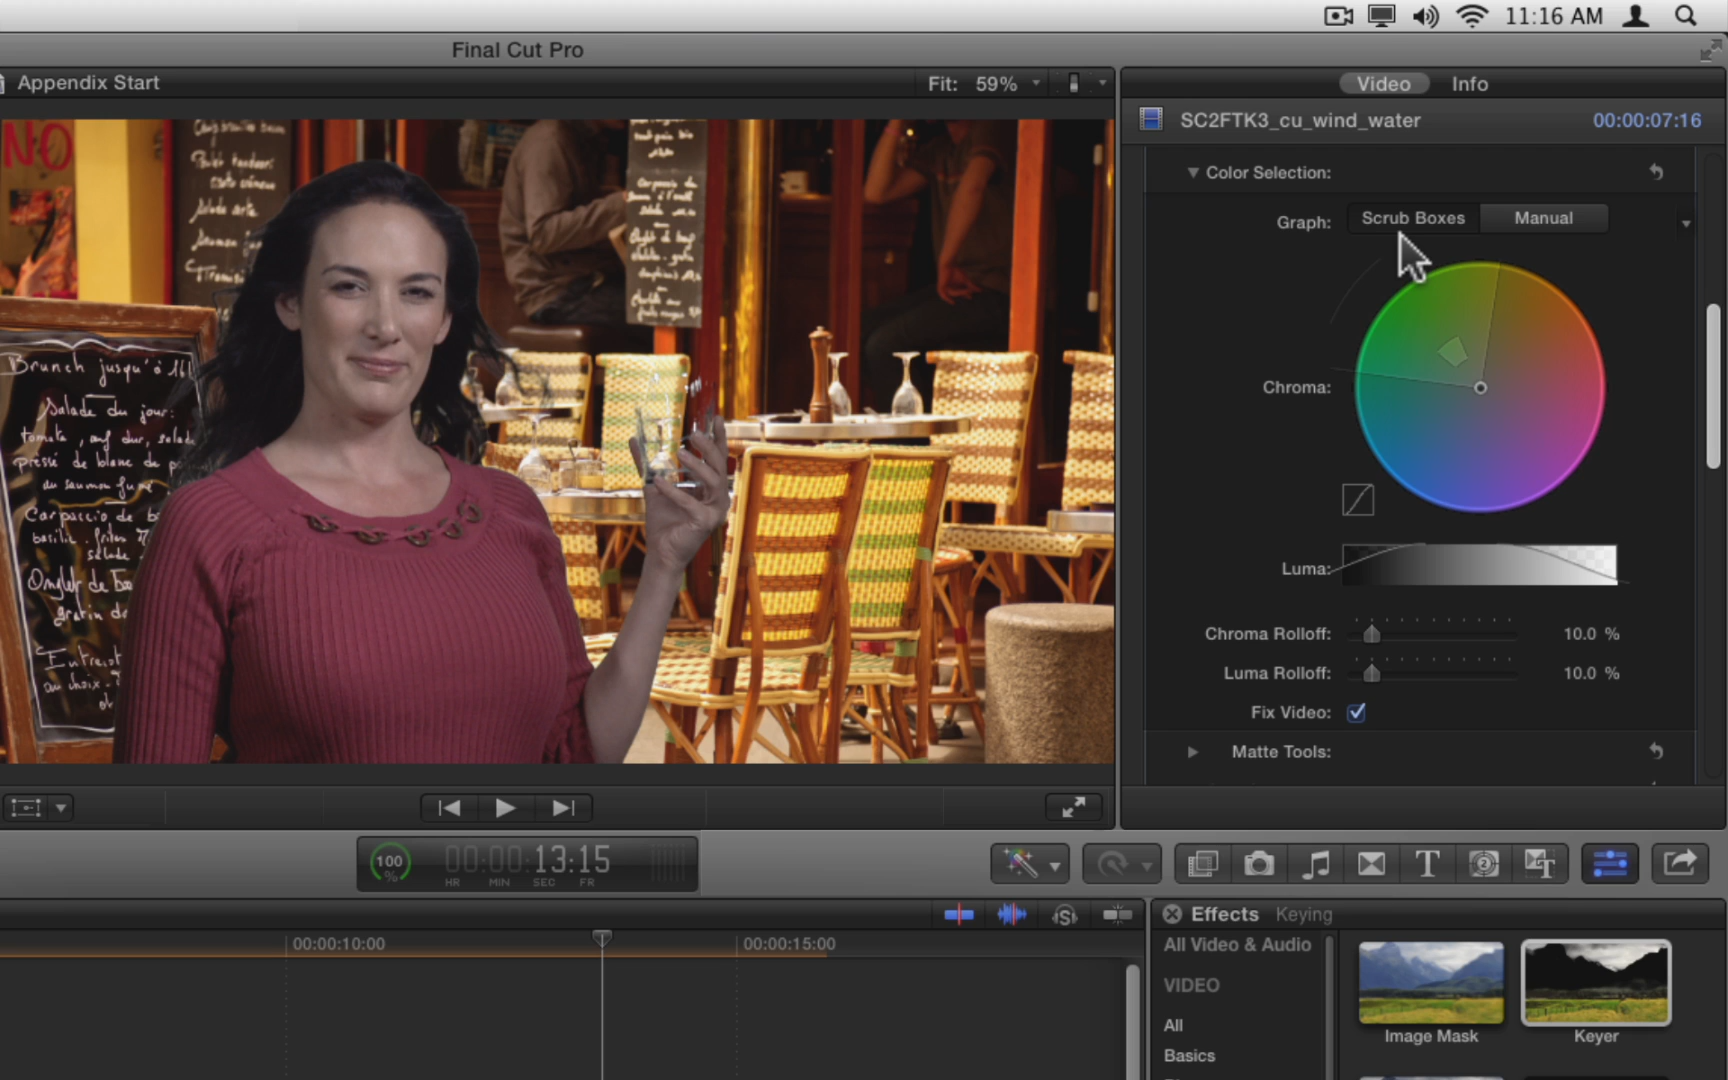 11:16 AM
Final Cut Pro
Appendix Start
Fit: 59%
Video
Info
SC2FTK3_cu_wind_water
00:00:07:16
Color Selection:
Graph:
Scrub Boxes
Manual
Chroma:
Luma:
Chroma Rolloff:
10.0 %
Luma Rolloff:
10.0 %
Fix Video:
Matte Tools:
NO
Brunch jusqu'à 16
Salade du jour:
100
%
00:00:13:15
HR
MIN
SEC
FR
00:00:10:00
00:00:15:00
Effects
Keying
All Video & Audio
VIDEO
All
Basics
Image Mask
Keyer